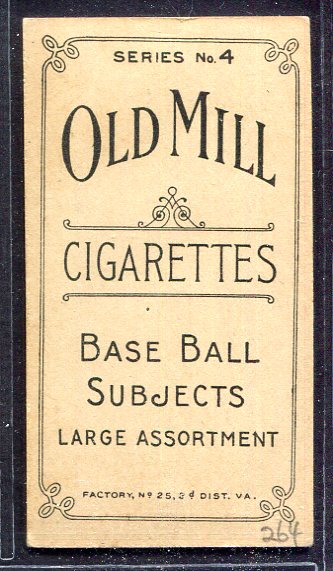 SERIES No. 4
OLD MILL
CIGARETTES
BASE BALL
SUBJECTS
LARGE ASSORTMENT
FACTORY, Nº 25, 2d DIST. VA.
264